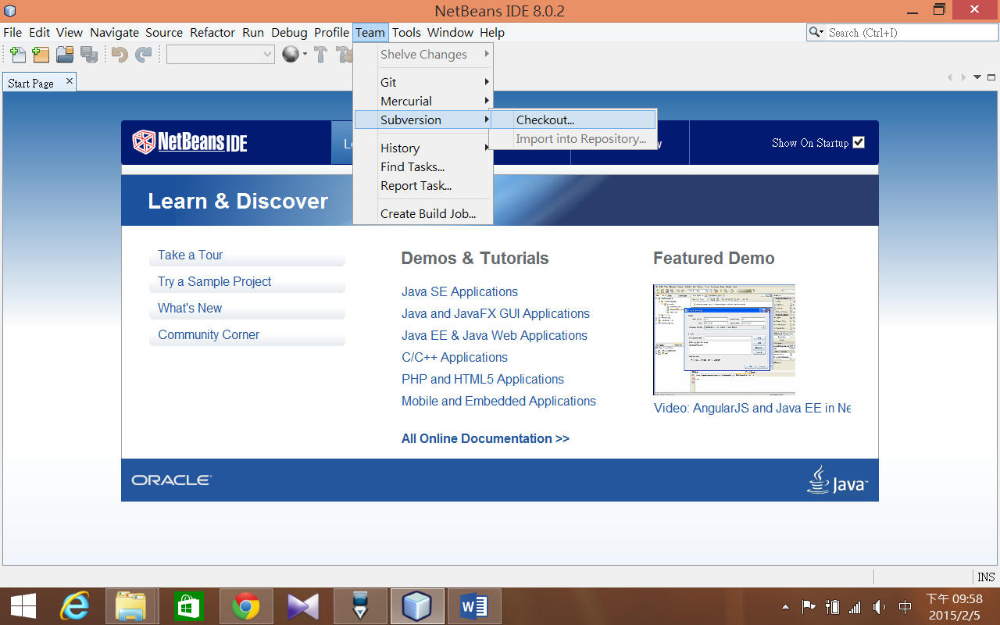 NetBeans IDE 8.0.2
File Edit View Navigate Source Refactor Run Debug Profile Team Tools Window Help
Search (Ctrl+I)
Start Page
Shelve Changes
Git
Mercurial
Subversion
History
Find Tasks...
Report Task...
Create Build Job...
Checkout...
Import into Repository...
NetBeans IDE
Show On Startup
Learn & Discover
Take a Tour
Try a Sample Project
What's New
Community Corner
Demos & Tutorials
Java SE Applications
Java and JavaFX GUI Applications
Java EE & Java Web Applications
C/C++ Applications
PHP and HTML5 Applications
Mobile and Embedded Applications
All Online Documentation >>
Featured Demo
Video: AngularJS and Java EE in Ne
ORACLE
Java™
INS
中
下午 09:58
2015/2/5